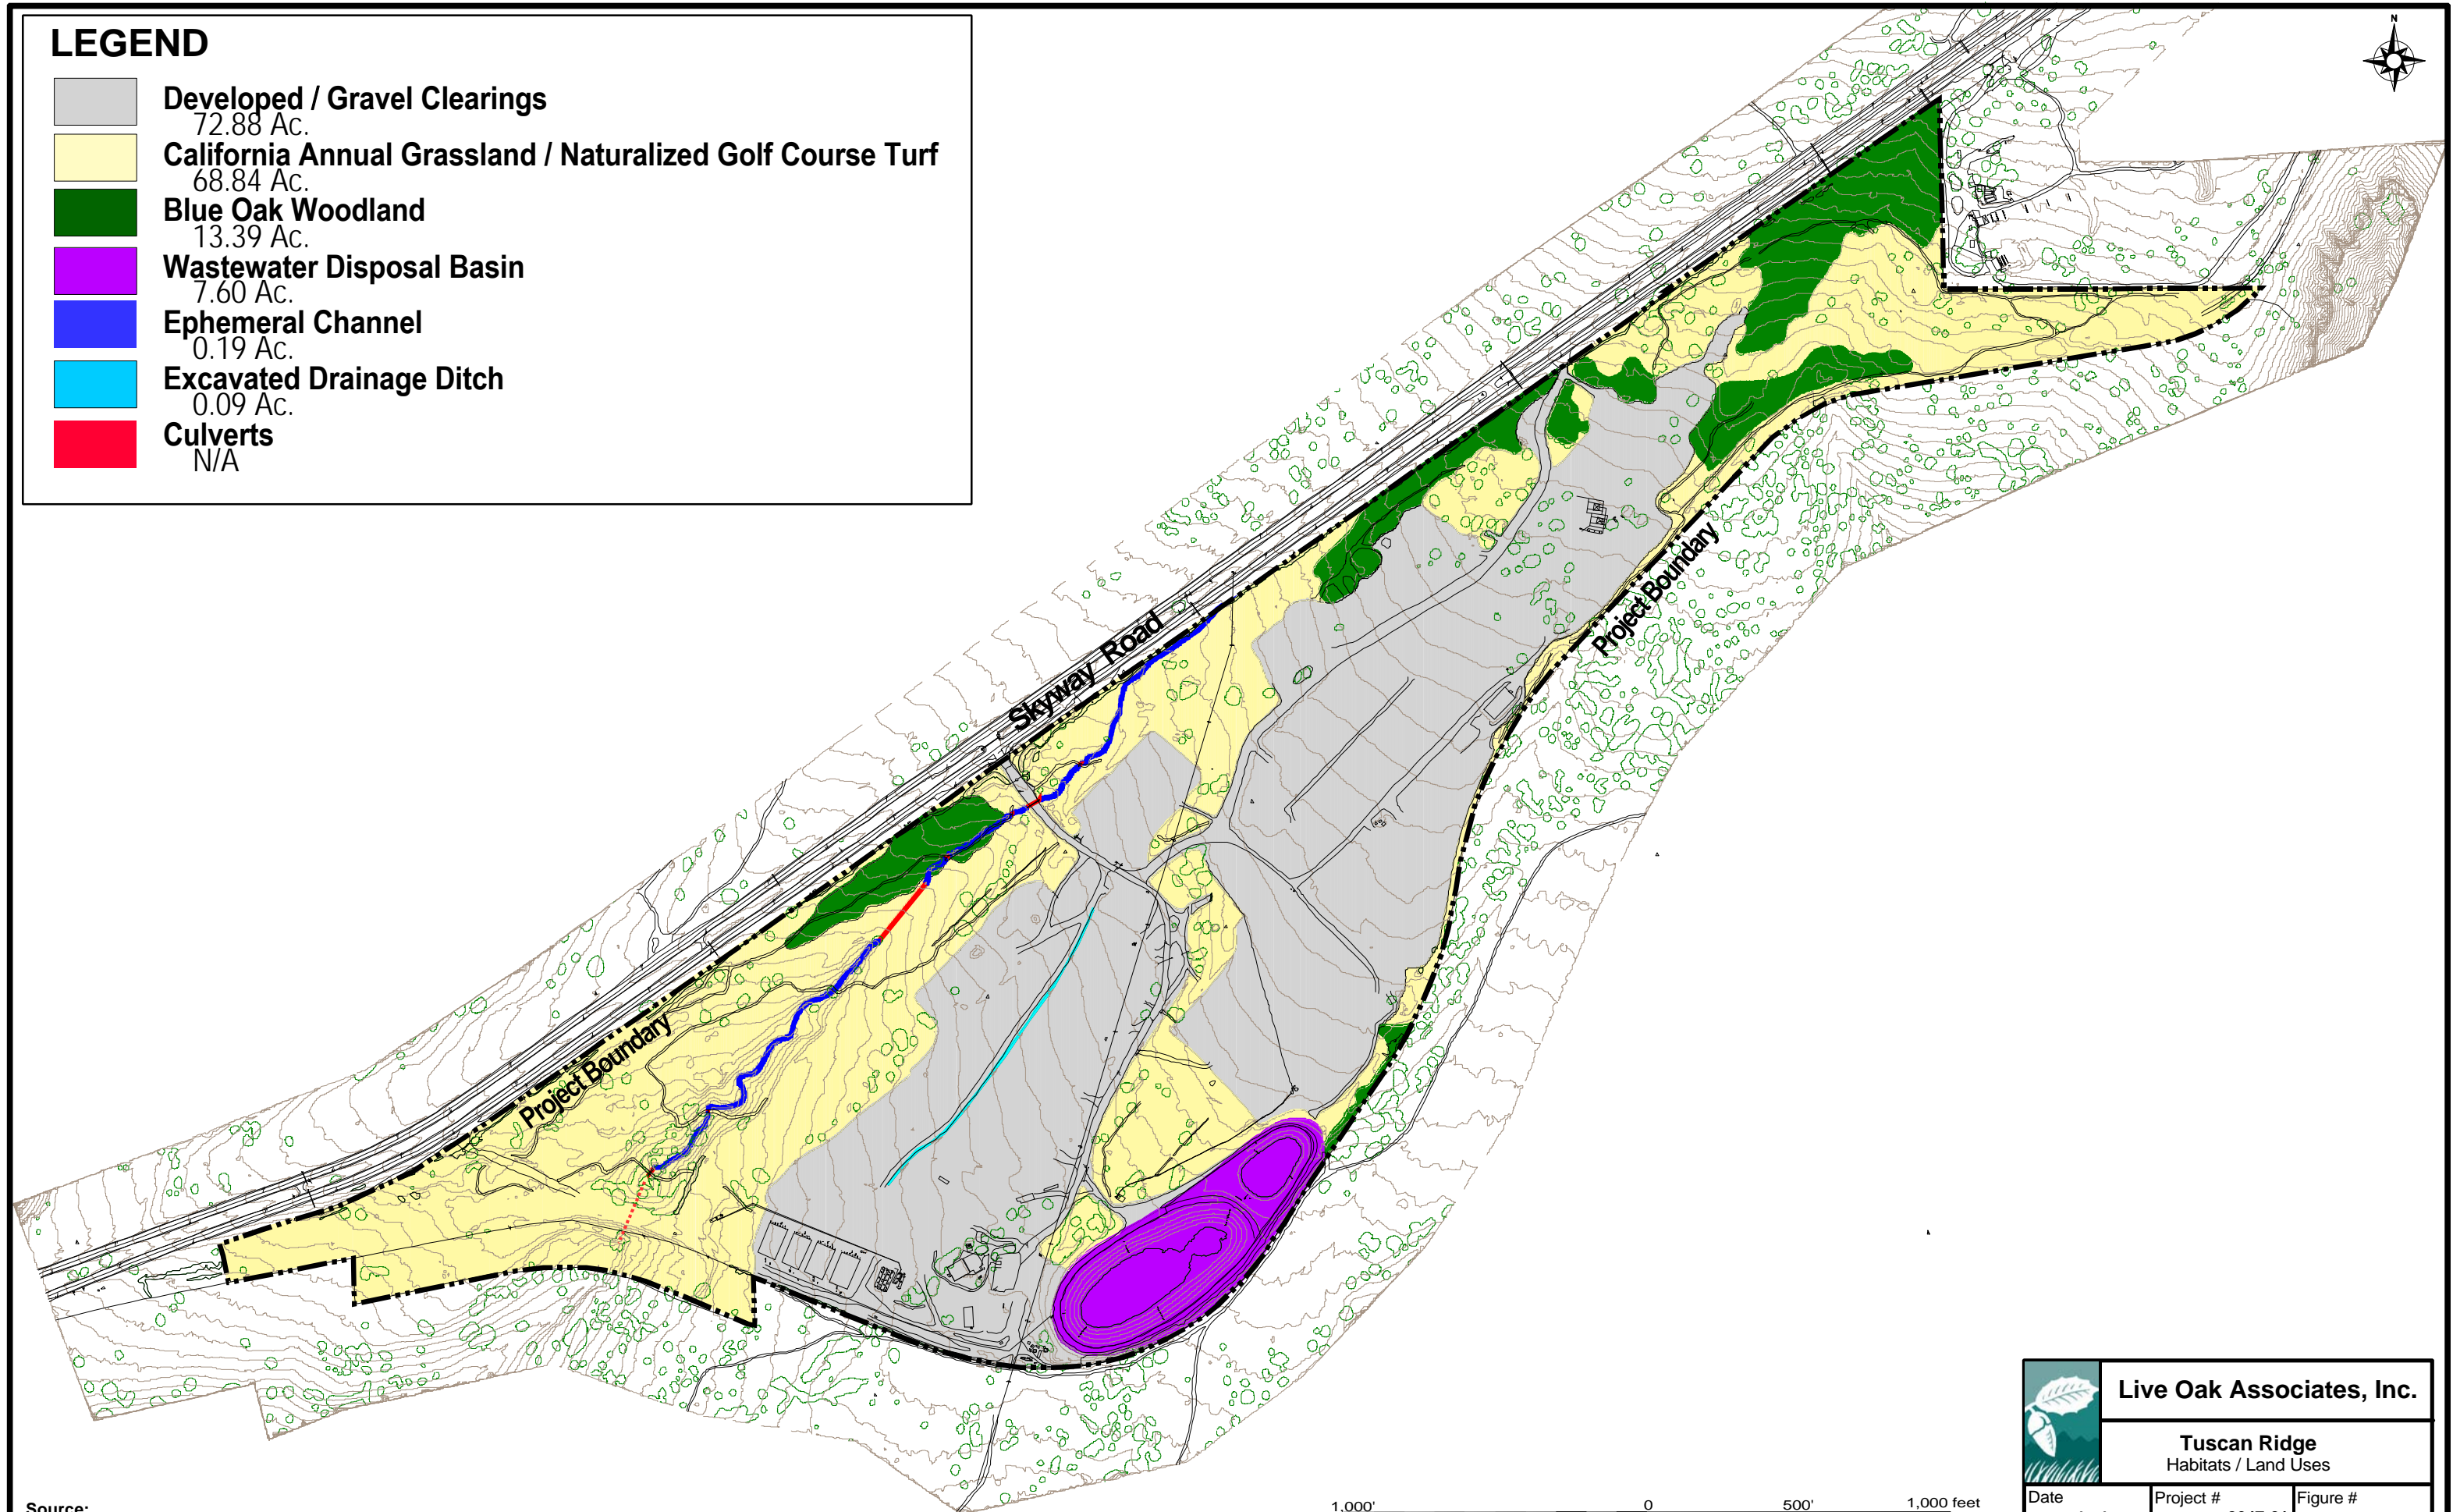 LEGEND
Developed / Gravel Clearings
72.88 Ac.
California Annual Grassland / Naturalized Golf Course Turf
68.84 Ac.
Blue Oak Woodland
13.39 Ac.
Wastewater Disposal Basin
7.60 Ac.
Ephemeral Channel
0.19 Ac.
Excavated Drainage Ditch
0.09 Ac.
Culverts
N/A
N
Skyway Road
Project Boundary
Project Boundary
Live Oak Associates, Inc.
Tuscan Ridge
Habitats / Land Uses
Date
Project #
Figure #
Source:
1,000'
0
500'
1,000 feet